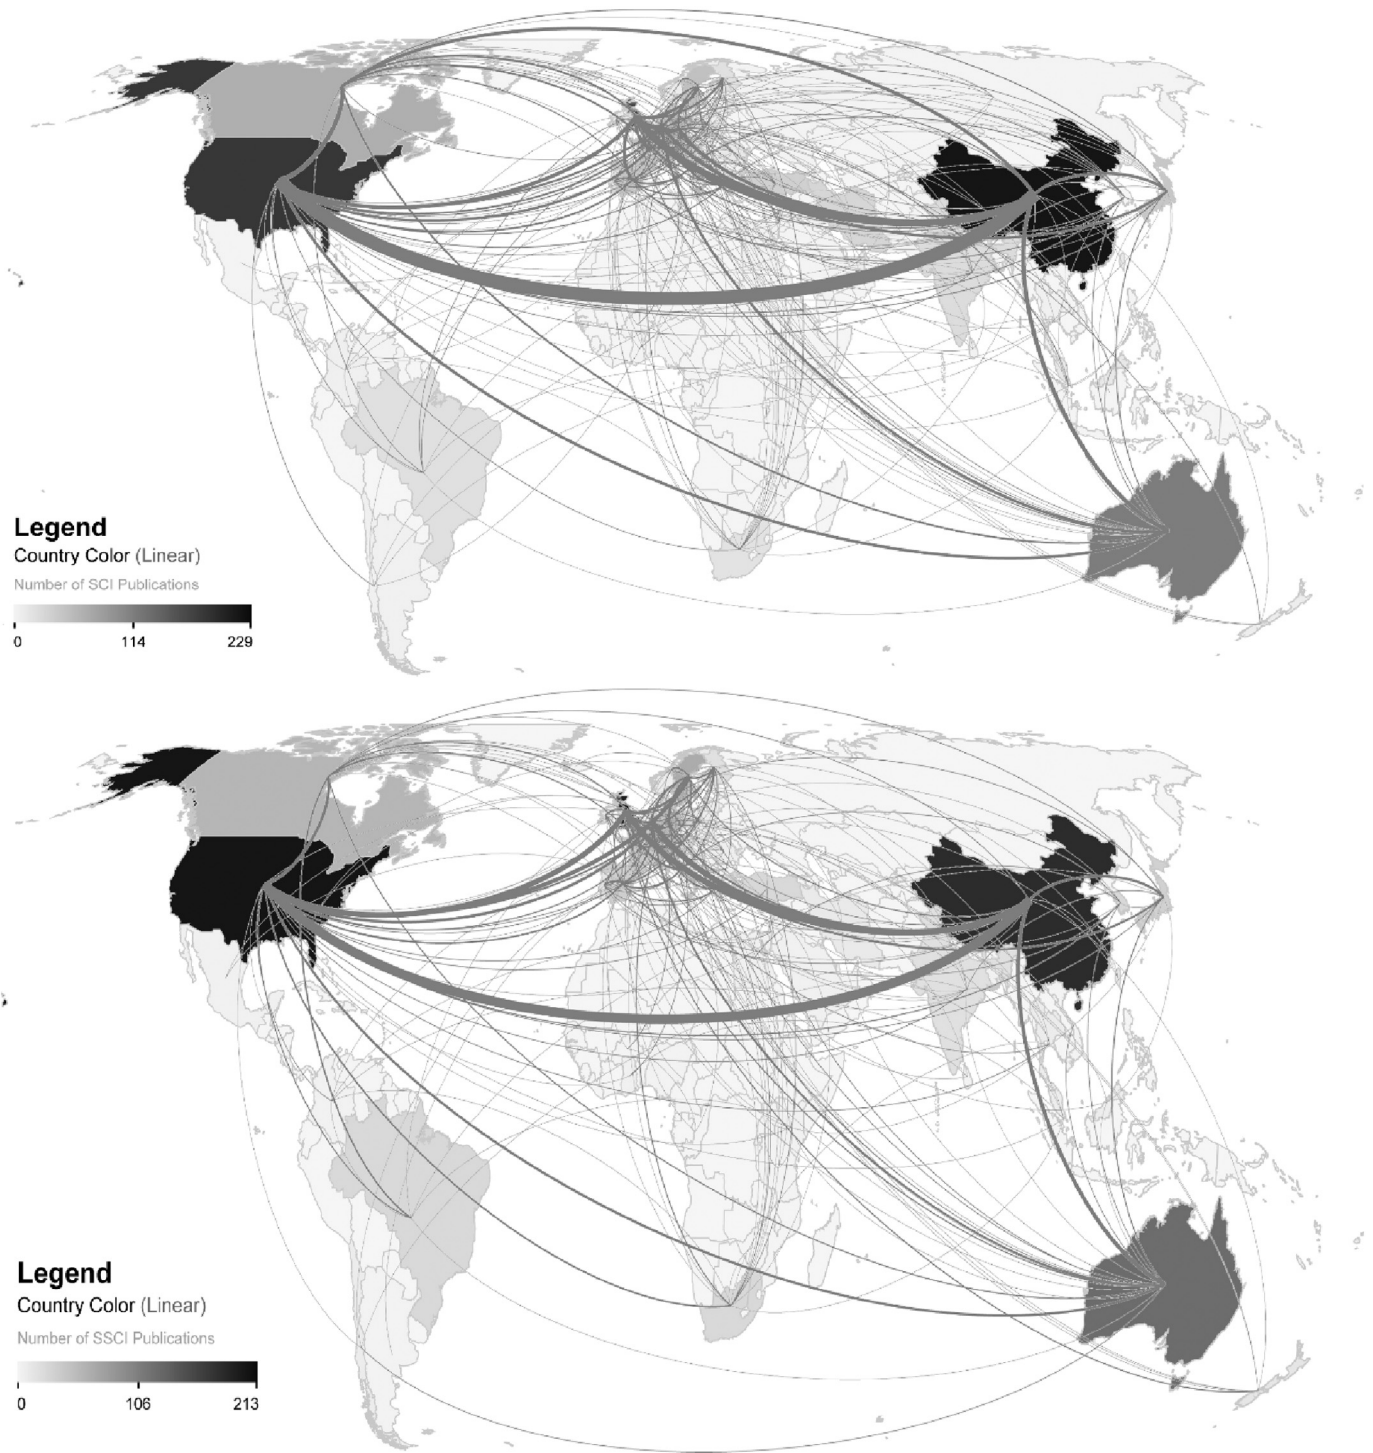 Legend
Country Color (Linear)
Number of SCI Publications
0 114 229
Legend
Country Color (Linear)
Number of SSCI Publications
0 106 213